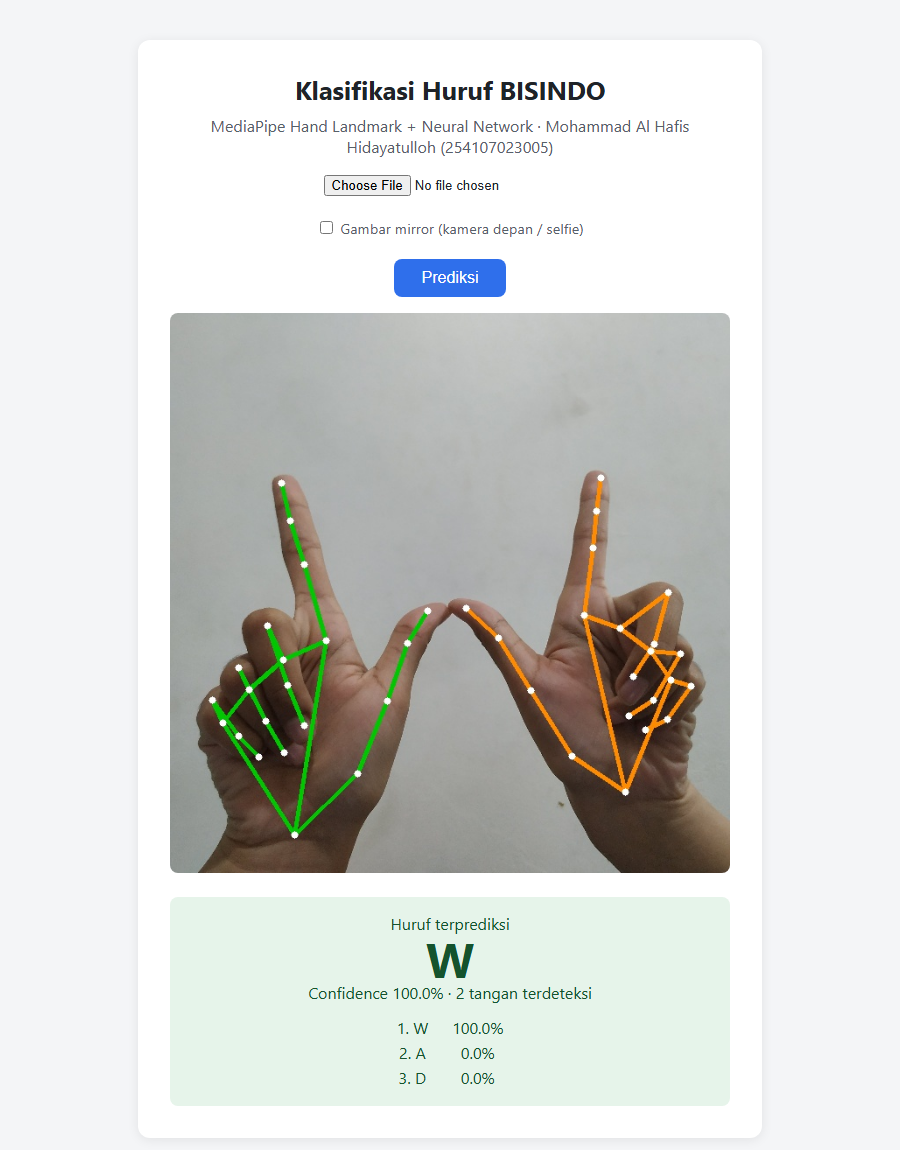 Klasifikasi Huruf BISINDO
MediaPipe Hand Landmark + Neural Network · Mohammad Al Hafis
Hidayatulloh (254107023005)
Choose File No file chosen
Gambar mirror (kamera depan / selfie)
Prediksi
Huruf terprediksi
W
Confidence 100.0% · 2 tangan terdeteksi
1. W 100.0%
2. A 0.0%
3. D 0.0%